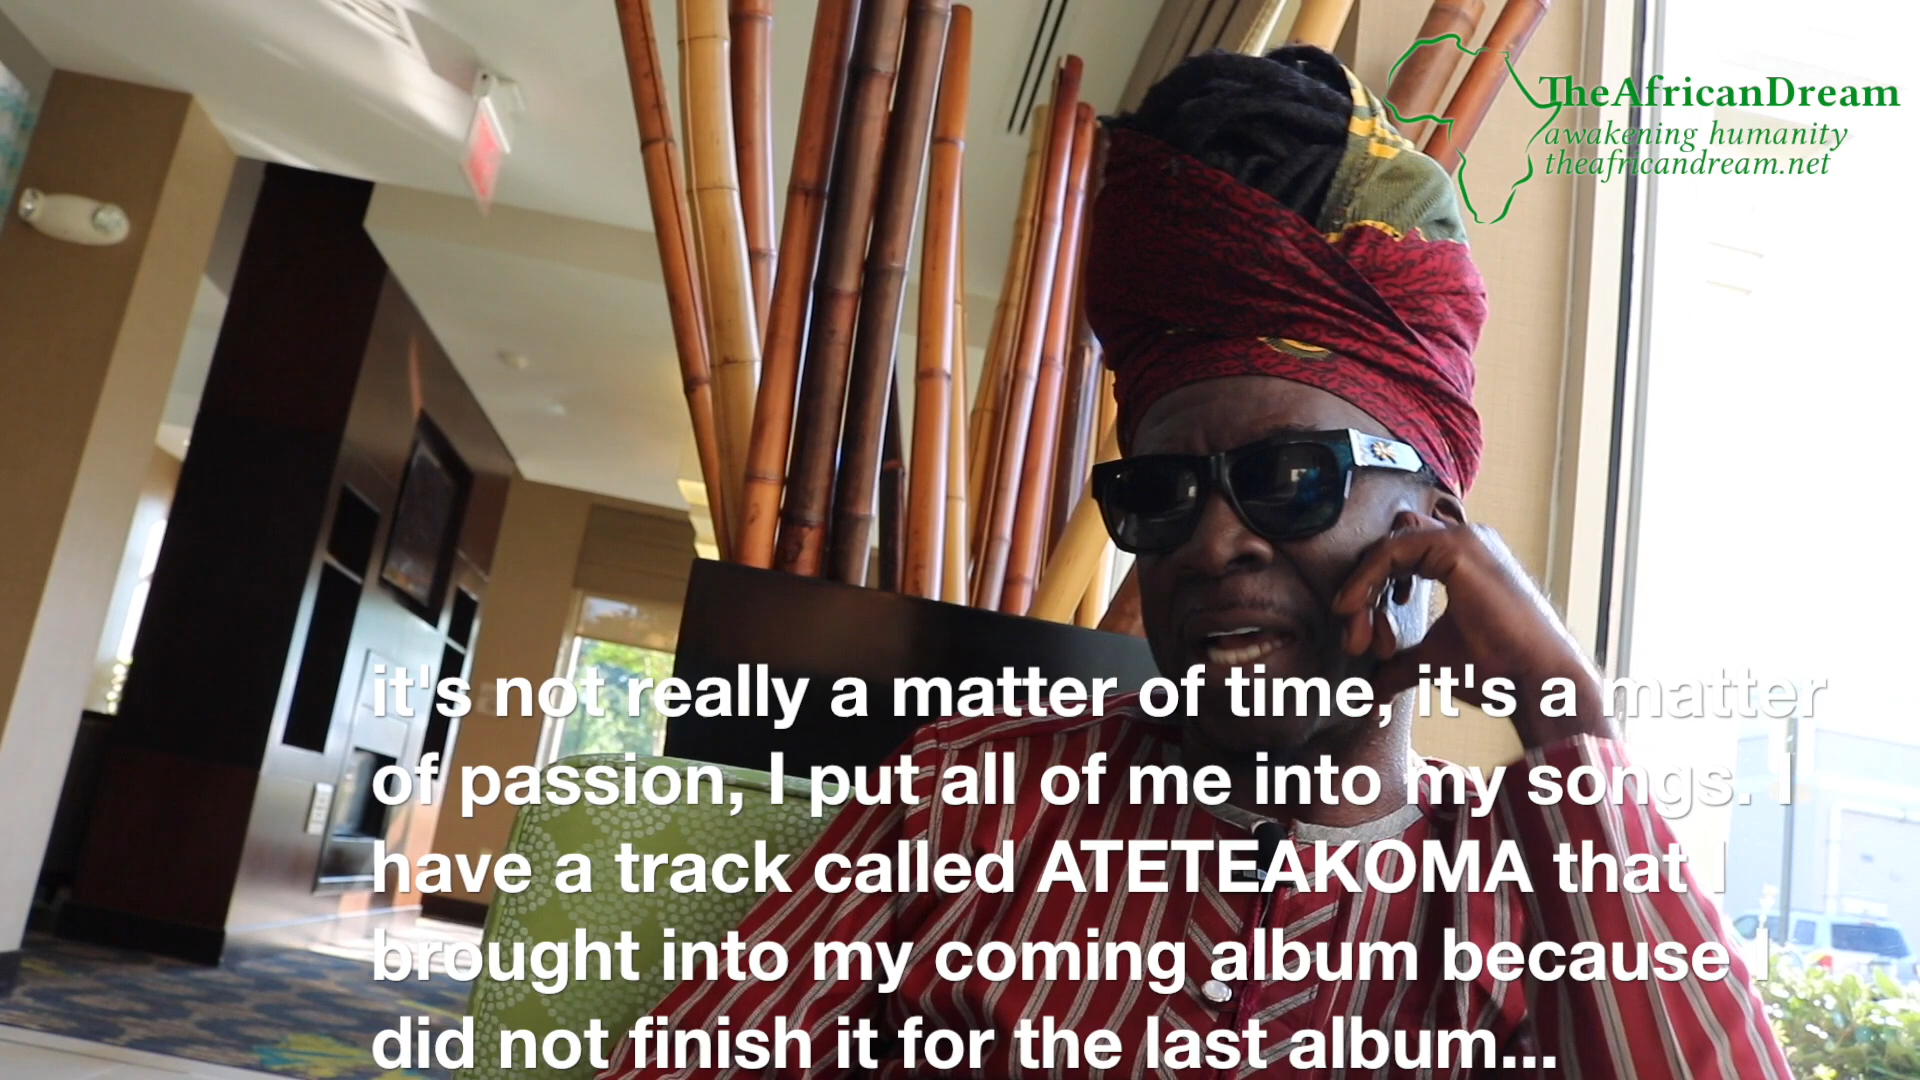 TheAfricanDream
awakening humanity
theafricandream.net
it's not really a matter of time, it's a matter
of passion, I put all of me into my songs. I
have a track called ATETEAKOMA that I
brought into my coming album because I
did not finish it for the last album...